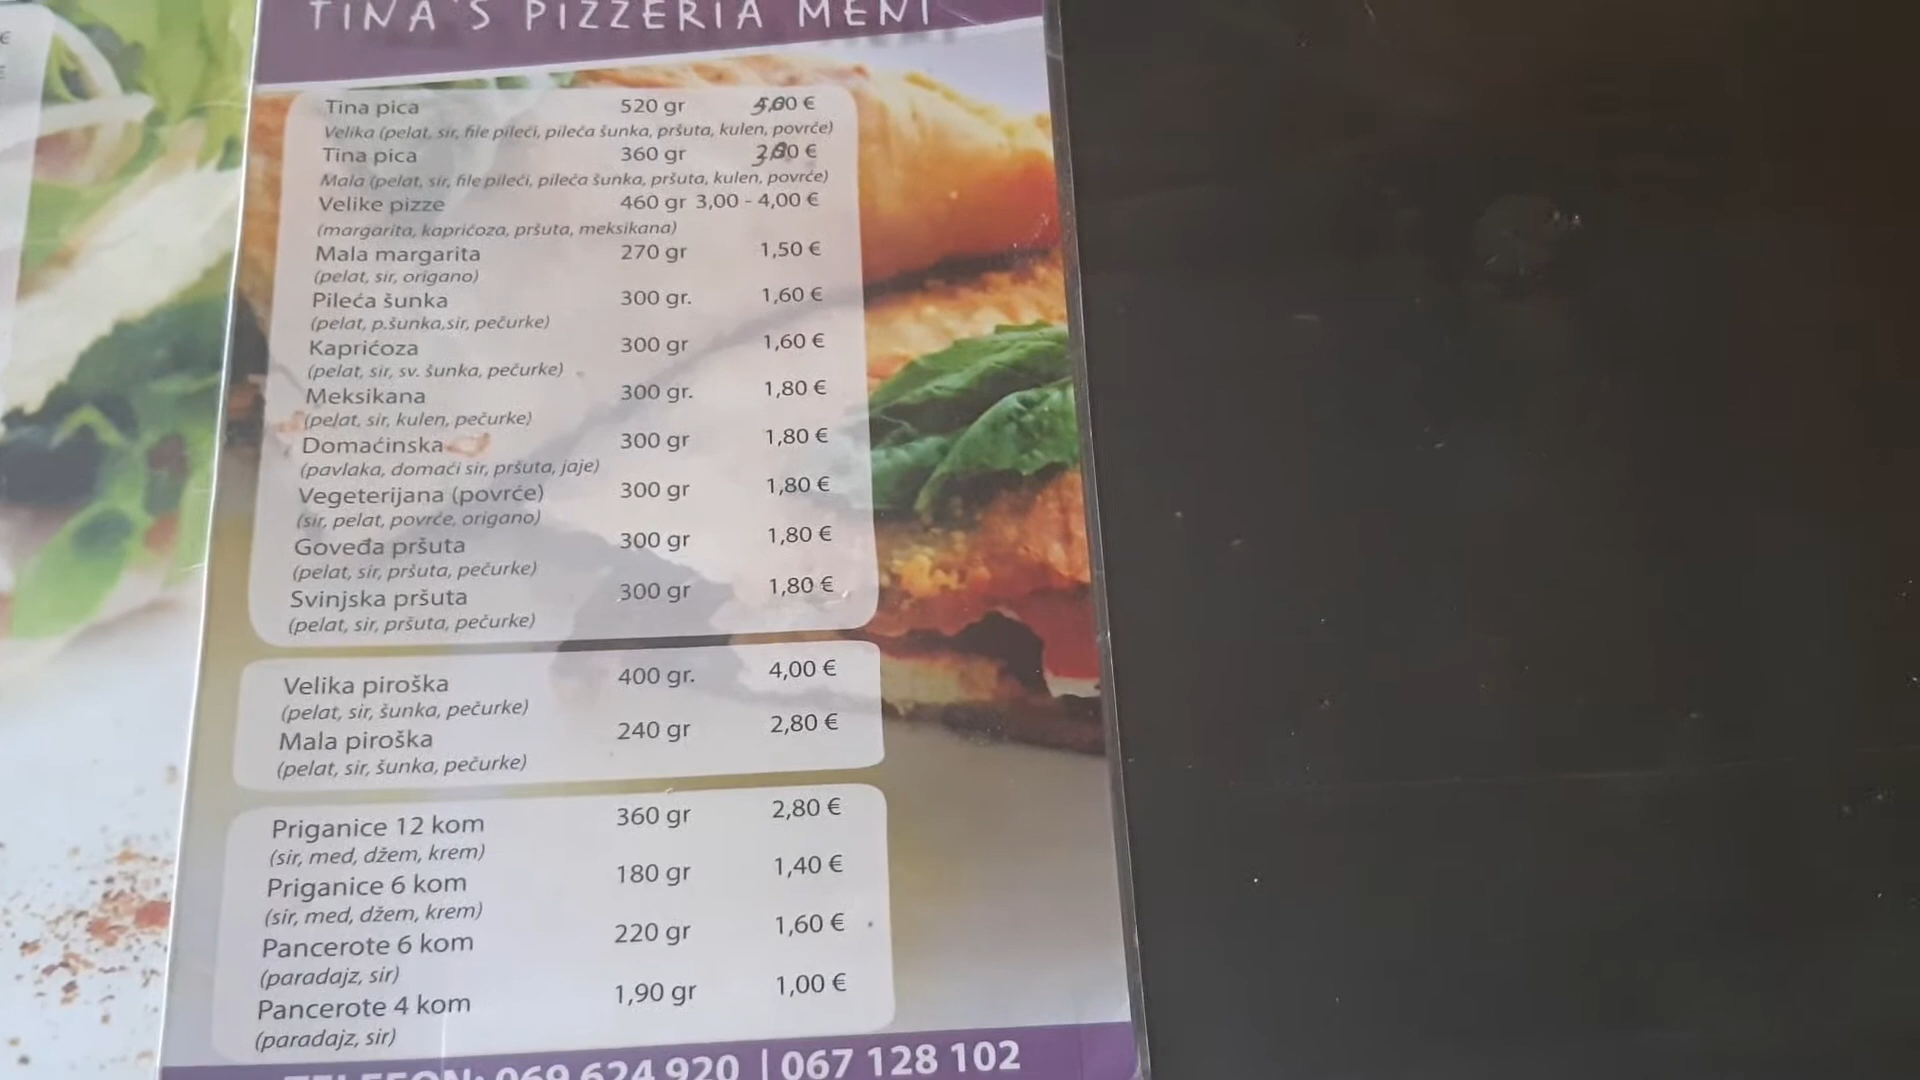 TINA'S PIZZERIA MENI
Tina pica 520 gr
Velika (pelat, sir, file pileći, pileća šunka, pršuta, kulen, povrće)
Tina pica 360 gr
Mala (pelat, sir, file pileći, pileća šunka, pršuta, kulen, povrće)
Velike pizze 460 gr 3,00 - 4,00 €
(margarita, kaprićoza, pršuta, meksikana)
Mala margarita 270 gr 1,50 €
(pelat, sir, origano)
Pileća šunka 300 gr. 1,60 €
(pelat, p.šunka,sir, pečurke)
Kaprićoza 300 gr 1,60 €
(pelat, sir, sv. šunka, pečurke)
Meksikana 300 gr. 1,80 €
(pelat, sir, kulen, pečurke)
Domaćinska 300 gr 1,80 €
(pavlaka, domaći sir, pršuta, jaje)
Vegeterijana (povrće) 300 gr 1,80 €
(sir, pelat, povrće, origano)
Goveđa pršuta 300 gr 1,80 €
(pelat, sir, pršuta, pečurke)
Svinjska pršuta 300 gr 1,80 €
(pelat, sir, pršuta, pečurke)
Velika piroška 400 gr. 4,00 €
(pelat, sir, šunka, pečurke)
Mala piroška 240 gr 2,80 €
(pelat, sir, šunka, pečurke)
Priganice 12 kom 360 gr 2,80 €
(sir, med, džem, krem)
Priganice 6 kom 180 gr 1,40 €
(sir, med, džem, krem)
Pancerote 6 kom 220 gr 1,60 €
(paradajz, sir)
Pancerote 4 kom 1,90 gr 1,00 €
(paradajz, sir)
TELEFON: 069 624 920 | 067 128 102